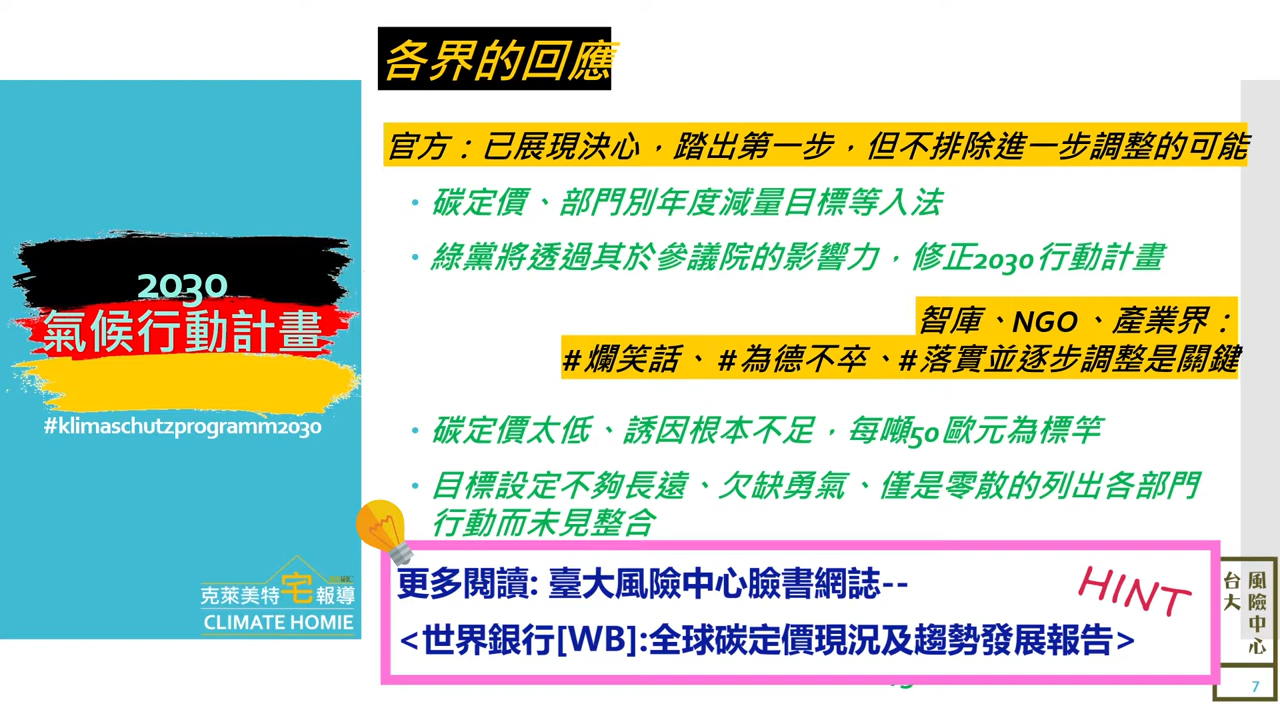 各界的回應
官方：已展現決心，踏出第一步，但不排除進一步調整的可能
• 碳定價、部門別年度減量目標等入法
• 綠黨將透過其於參議院的影響力，修正2030行動計畫
智庫、NGO、產業界：
#爛笑話、 #為德不卒、#落實並逐步調整是關鍵
• 碳定價太低、誘因根本不足，每噸50歐元為標竿
• 目標設定不夠長遠、欠缺勇氣、僅是零散的列出各部門
行動而未見整合
更多閱讀: 臺大風險中心臉書網誌--
<世界銀行[WB]:全球碳定價現況及趨勢發展報告>
HINT
2030
氣候行動計畫
#klimaschutzprogramm2030
克萊美特宅報導
CLIMATE HOMIE
台大
風險中心
7